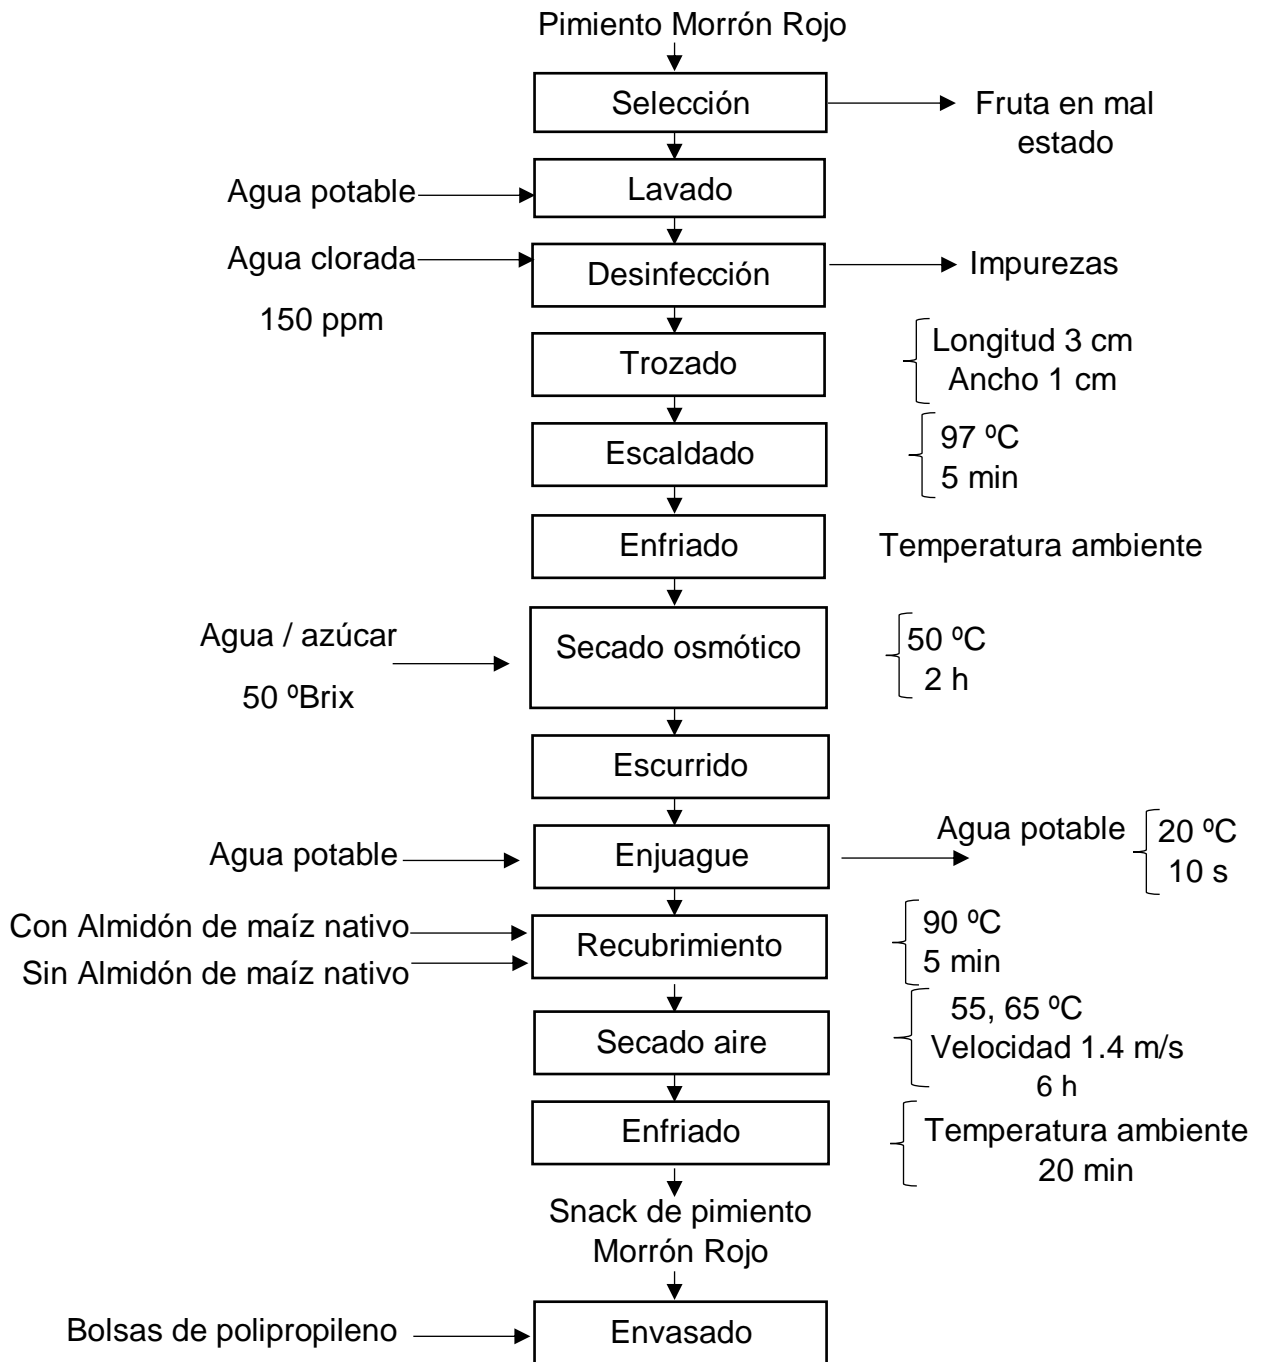 Pimiento Morrón Rojo
Selección
Fruta en mal
estado
Agua potable
Lavado
Agua clorada
150 ppm
Desinfección
Impurezas
Trozado
Longitud 3 cm
Ancho 1 cm
Escaldado
97 ºC
5 min
Enfriado
Temperatura ambiente
Agua / azúcar
50 ºBrix
Secado osmótico
50 ºC
2 h
Escurrido
Agua potable
Enjuague
Agua potable
20 ºC
10 s
Con Almidón de maíz nativo
Sin Almidón de maíz nativo
Recubrimiento
90 ºC
5 min
Secado aire
55, 65 ºC
Velocidad 1.4 m/s
6 h
Enfriado
Temperatura ambiente
20 min
Snack de pimiento
Morrón Rojo
Bolsas de polipropileno
Envasado